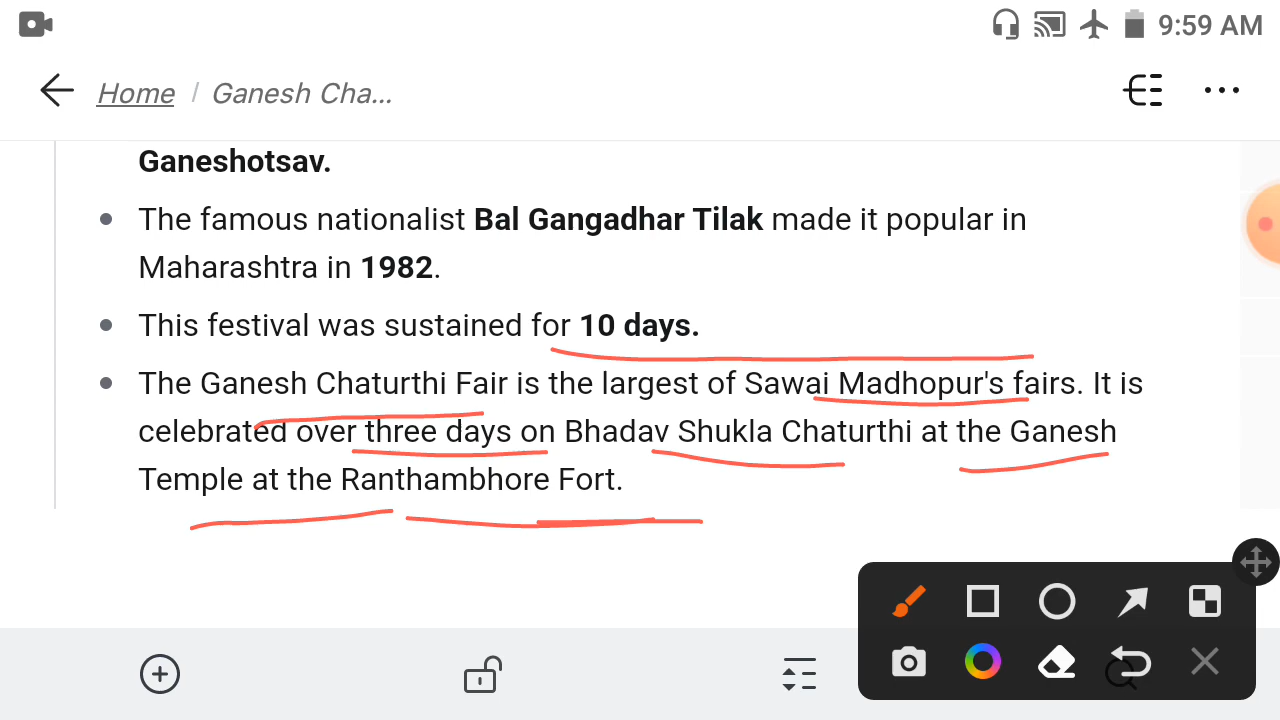 9:59 AM
Home / Ganesh Cha...
Ganeshotsav.
The famous nationalist Bal Gangadhar Tilak made it popular in
Maharashtra in 1982.
This festival was sustained for 10 days.
The Ganesh Chaturthi Fair is the largest of Sawai Madhopur's fairs. It is
celebrated over three days on Bhadav Shukla Chaturthi at the Ganesh
Temple at the Ranthambhore Fort.